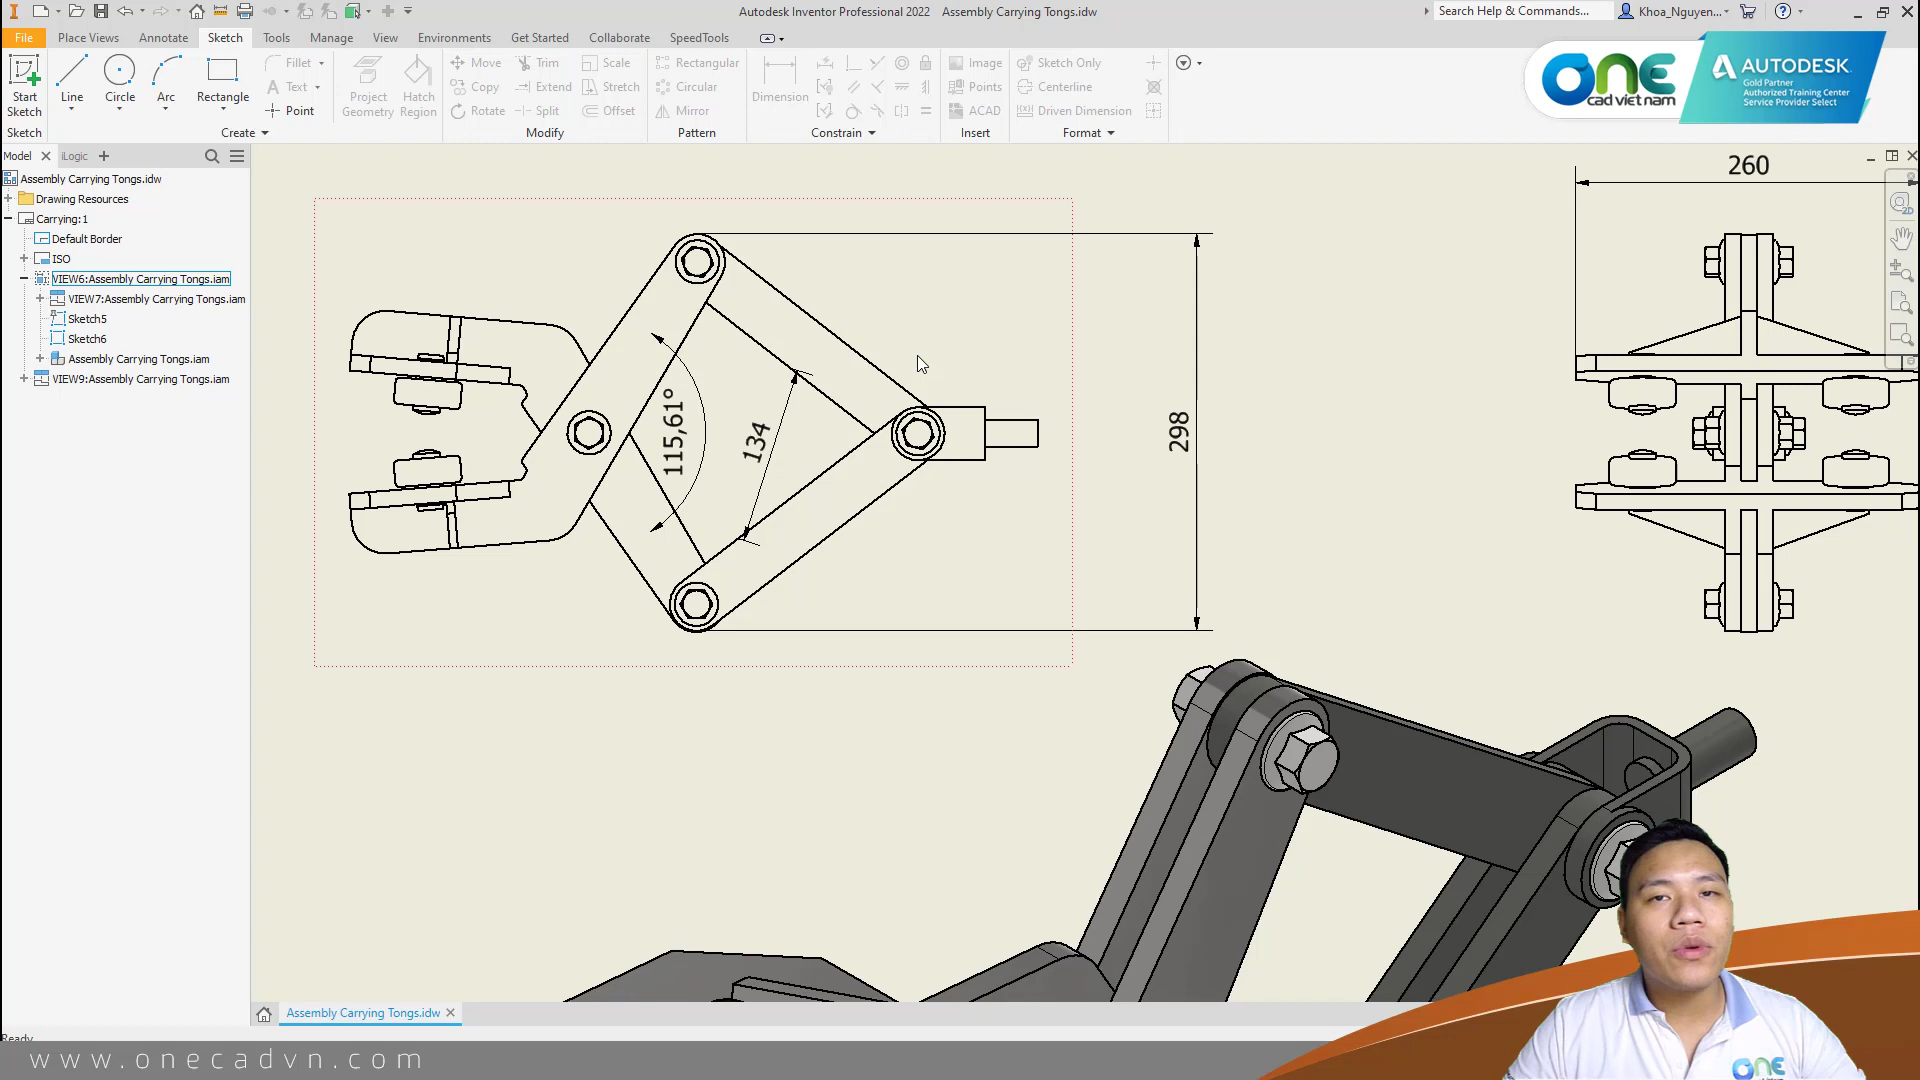 Autodesk Inventor Professional 2022 Assembly Carrying Tongs.idw
Search Help & Commands...
Khoa_Nguyen...
File Place Views Annotate Sketch Tools Manage View Environments Get Started Collaborate SpeedTools
Start
Sketch
Line
Circle
Arc
Rectangle
Fillet
Text
Point
Project
Geometry
Hatch
Region
Move
Copy
Rotate
Trim
Extend
Split
Scale
Stretch
Offset
Rectangular
Circular
Mirror
Dimension
Image
Points
ACAD
Sketch Only
Centerline
Driven Dimension
Sketch Create Modify Pattern Constrain Insert Format
ONE
cad viet nam
AUTODESK.
Gold Partner
Authorized Training Center
Service Provider Select
Model
iLogic
Assembly Carrying Tongs.idw
Drawing Resources
Carrying:1
Default Border
ISO
VIEW6:Assembly Carrying Tongs.iam
VIEW7:Assembly Carrying Tongs.iam
Sketch5
Sketch6
Assembly Carrying Tongs.iam
VIEW9:Assembly Carrying Tongs.iam
260
115,61°
134
298
2D
Assembly Carrying Tongs.idw
Ready
www.onecadvn.com
ONE